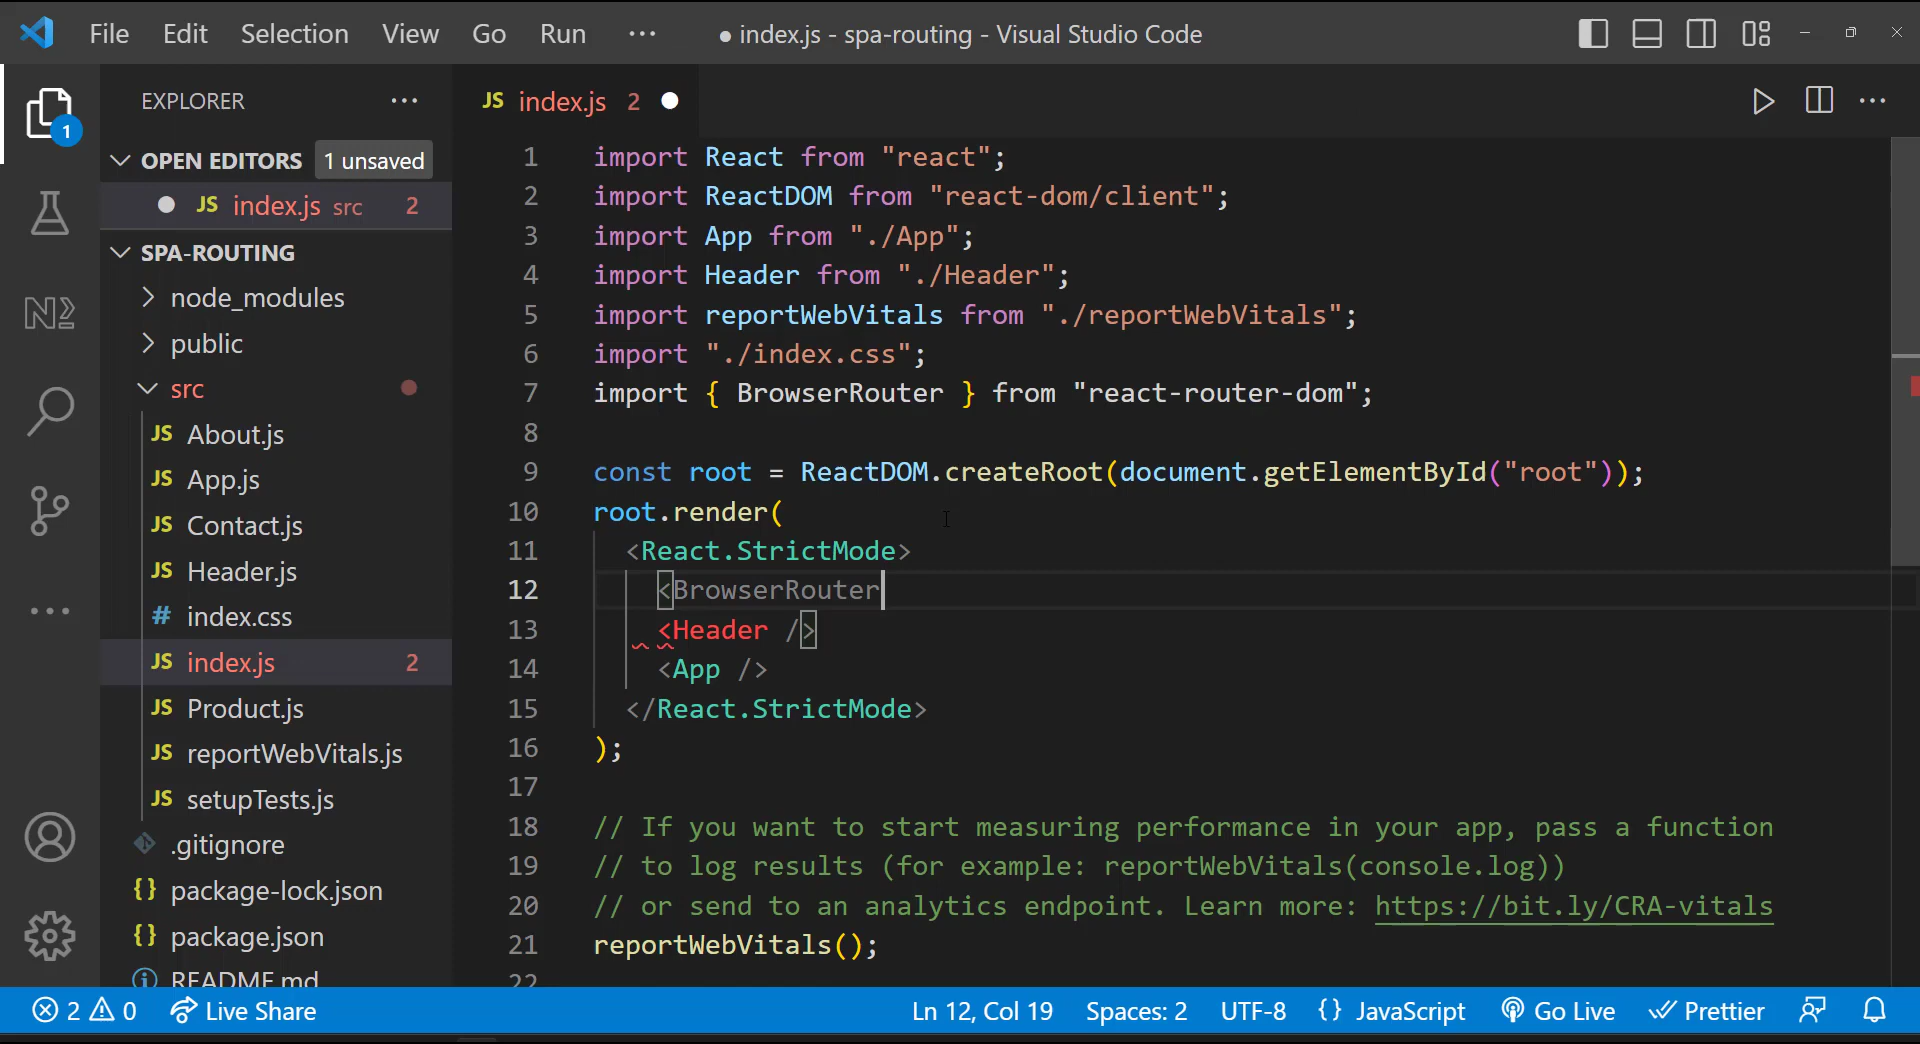 File Edit Selection View Go Run ··· ● index.js - spa-routing - Visual Studio Code
EXPLORER ···
JS index.js 2 ●
1
OPEN EDITORS 1 unsaved
● JS index.js src 2
SPA-ROUTING
node_modules
public
src
JS About.js
JS App.js
JS Contact.js
JS Header.js
# index.css
JS index.js 2
JS Product.js
JS reportWebVitals.js
JS setupTests.js
.gitignore
{} package-lock.json
{} package.json
README.md
1 import React from "react";
2 import ReactDOM from "react-dom/client";
3 import App from "./App";
4 import Header from "./Header";
5 import reportWebVitals from "./reportWebVitals";
6 import "./index.css";
7 import { BrowserRouter } from "react-router-dom";
8
9 const root = ReactDOM.createRoot(document.getElementById("root"));
10 root.render(
11 <React.StrictMode>
12 <BrowserRouter
13 <Header />
14 <App />
15 </React.StrictMode>
16 );
17
18 // If you want to start measuring performance in your app, pass a function
19 // to log results (for example: reportWebVitals(console.log))
20 // or send to an analytics endpoint. Learn more: https://bit.ly/CRA-vitals
21 reportWebVitals();
22
2 0 Live Share Ln 12, Col 19 Spaces: 2 UTF-8 {} JavaScript Go Live Prettier